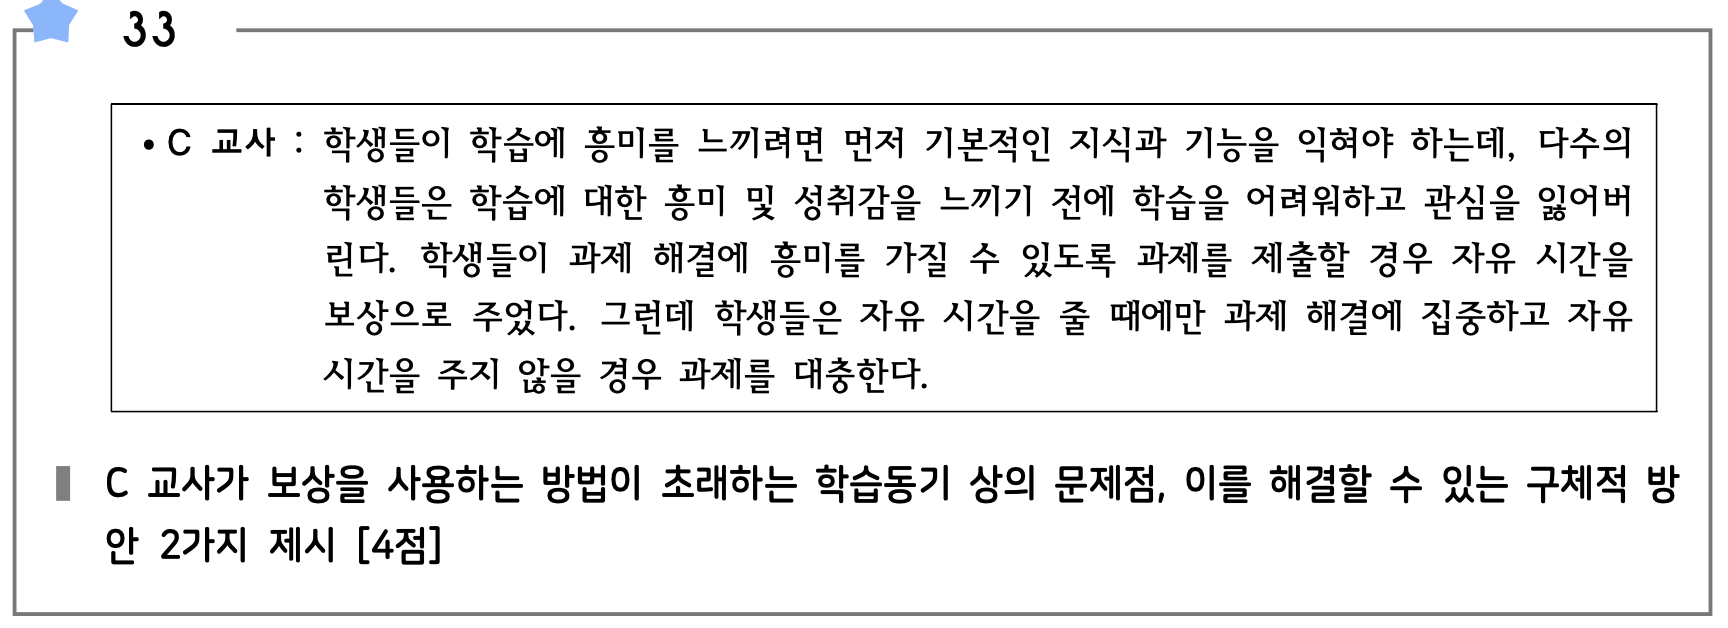 33
• C 교사 : 학생들이 학습에 흥미를 느끼려면 먼저 기본적인 지식과 기능을 익혀야 하는데, 다수의
학생들은 학습에 대한 흥미 및 성취감을 느끼기 전에 학습을 어려워하고 관심을 잃어버
린다. 학생들이 과제 해결에 흥미를 가질 수 있도록 과제를 제출할 경우 자유 시간을
보상으로 주었다. 그런데 학생들은 자유 시간을 줄 때에만 과제 해결에 집중하고 자유
시간을 주지 않을 경우 과제를 대충한다.
C 교사가 보상을 사용하는 방법이 초래하는 학습동기 상의 문제점, 이를 해결할 수 있는 구체적 방
안 2가지 제시 [4점]